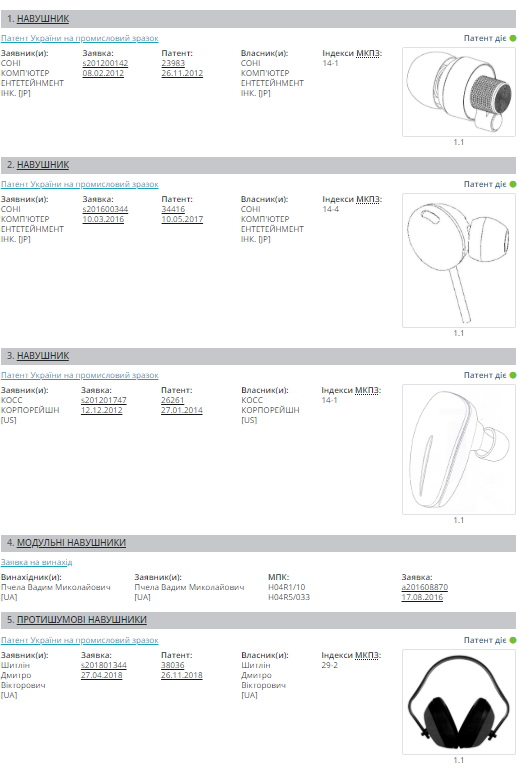 1. НАВУШНИК
Патент України на промисловий зразок Патент діє
Заявник(и): Заявка: Патент: Власник(и): Індекси МКПЗ:
СОНІ s201200142 23983 СОНІ 14-1
КОМП'ЮТЕР 08.02.2012 26.11.2012 КОМП'ЮТЕР
ЕНТЕТЕЙНМЕНТ ЕНТЕТЕЙНМЕНТ
ІНК. [JP] ІНК. [JP]
1.1
2. НАВУШНИК
Патент України на промисловий зразок Патент діє
Заявник(и): Заявка: Патент: Власник(и): Індекси МКПЗ:
СОНІ s201600344 34416 СОНІ 14-4
КОМП'ЮТЕР 10.03.2016 10.05.2017 КОМП'ЮТЕР
ЕНТЕТЕЙНМЕНТ ЕНТЕТЕЙНМЕНТ
ІНК. [JP] ІНК. [JP]
1.1
3. НАВУШНИК
Патент України на промисловий зразок Патент діє
Заявник(и): Заявка: Патент: Власник(и): Індекси МКПЗ:
КОСС s201201747 26261 КОСС 14-1
КОРПОРЕЙШН 12.12.2012 27.01.2014 КОРПОРЕЙШН
[US] [US]
1.1
4. МОДУЛЬНІ НАВУШНИКИ
Заявка на винахід
Винахідник(и): Заявник(и): МПК: Заявка:
Пчела Вадим Миколайович Пчела Вадим Миколайович H04R1/10 a201608870
[UA] [UA] H04R5/033 17.08.2016
5. ПРОТИШУМОВІ НАВУШНИКИ
Патент України на промисловий зразок Патент діє
Заявник(и): Заявка: Патент: Власник(и): Індекси МКПЗ:
Шитлін s201801344 38036 Шитлін 29-2
Дмитро 27.04.2018 26.11.2018 Дмитро
Вікторович Вікторович
[UA] [UA]
1.1